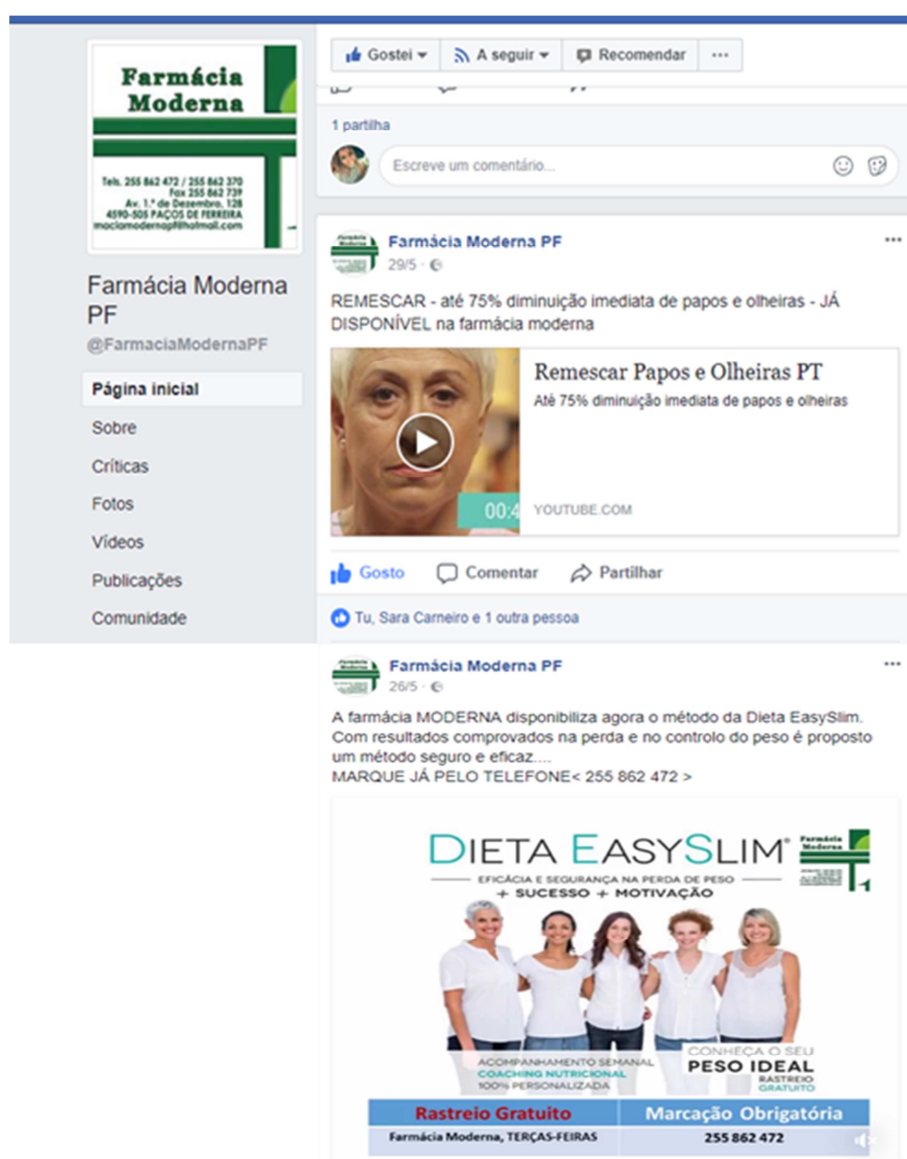 Farmácia
Moderna
Tels. 255 862 472 / 255 862 370
Fax 255 862 739
Av. 1.º de Dezembro, 128
4590-505 PAÇOS DE FERREIRA
maciamodernapf@hotmail.com
Farmácia Moderna
PF
@FarmaciaModernaPF
Página inicial
Sobre
Críticas
Fotos
Vídeos
Publicações
Comunidade
Gostei
A seguir
Recomendar
1 partilha
Escreve um comentário...
Farmácia Moderna PF
29/5
REMESCAR - até 75% diminuição imediata de papos e olheiras - JÁ
DISPONÍVEL na farmácia moderna
00:4
Remescar Papos e Olheiras PT
Até 75% diminuição imediata de papos e olheiras
YOUTUBE.COM
Gosto Comentar Partilhar
Tu, Sara Carneiro e 1 outra pessoa
Farmácia Moderna PF
26/5
A farmácia MODERNA disponibiliza agora o método da Dieta EasySlim.
Com resultados comprovados na perda e no controlo do peso é proposto
um método seguro e eficaz....
MARQUE JÁ PELO TELEFONE< 255 862 472 >
DIETA EASYSLIM®
Farmácia
Moderna
EFICÁCIA E SEGURANÇA NA PERDA DE PESO
+ SUCESSO + MOTIVAÇÃO
ACOMPANHAMENTO SEMANAL
COACHING NUTRICIONAL
100% PERSONALIZADA
CONHEÇA O SEU
PESO IDEAL
RASTREIO
GRATUITO
Rastreio Gratuito
Marcação Obrigatória
Farmácia Moderna, TERÇAS-FEIRAS
255 862 472